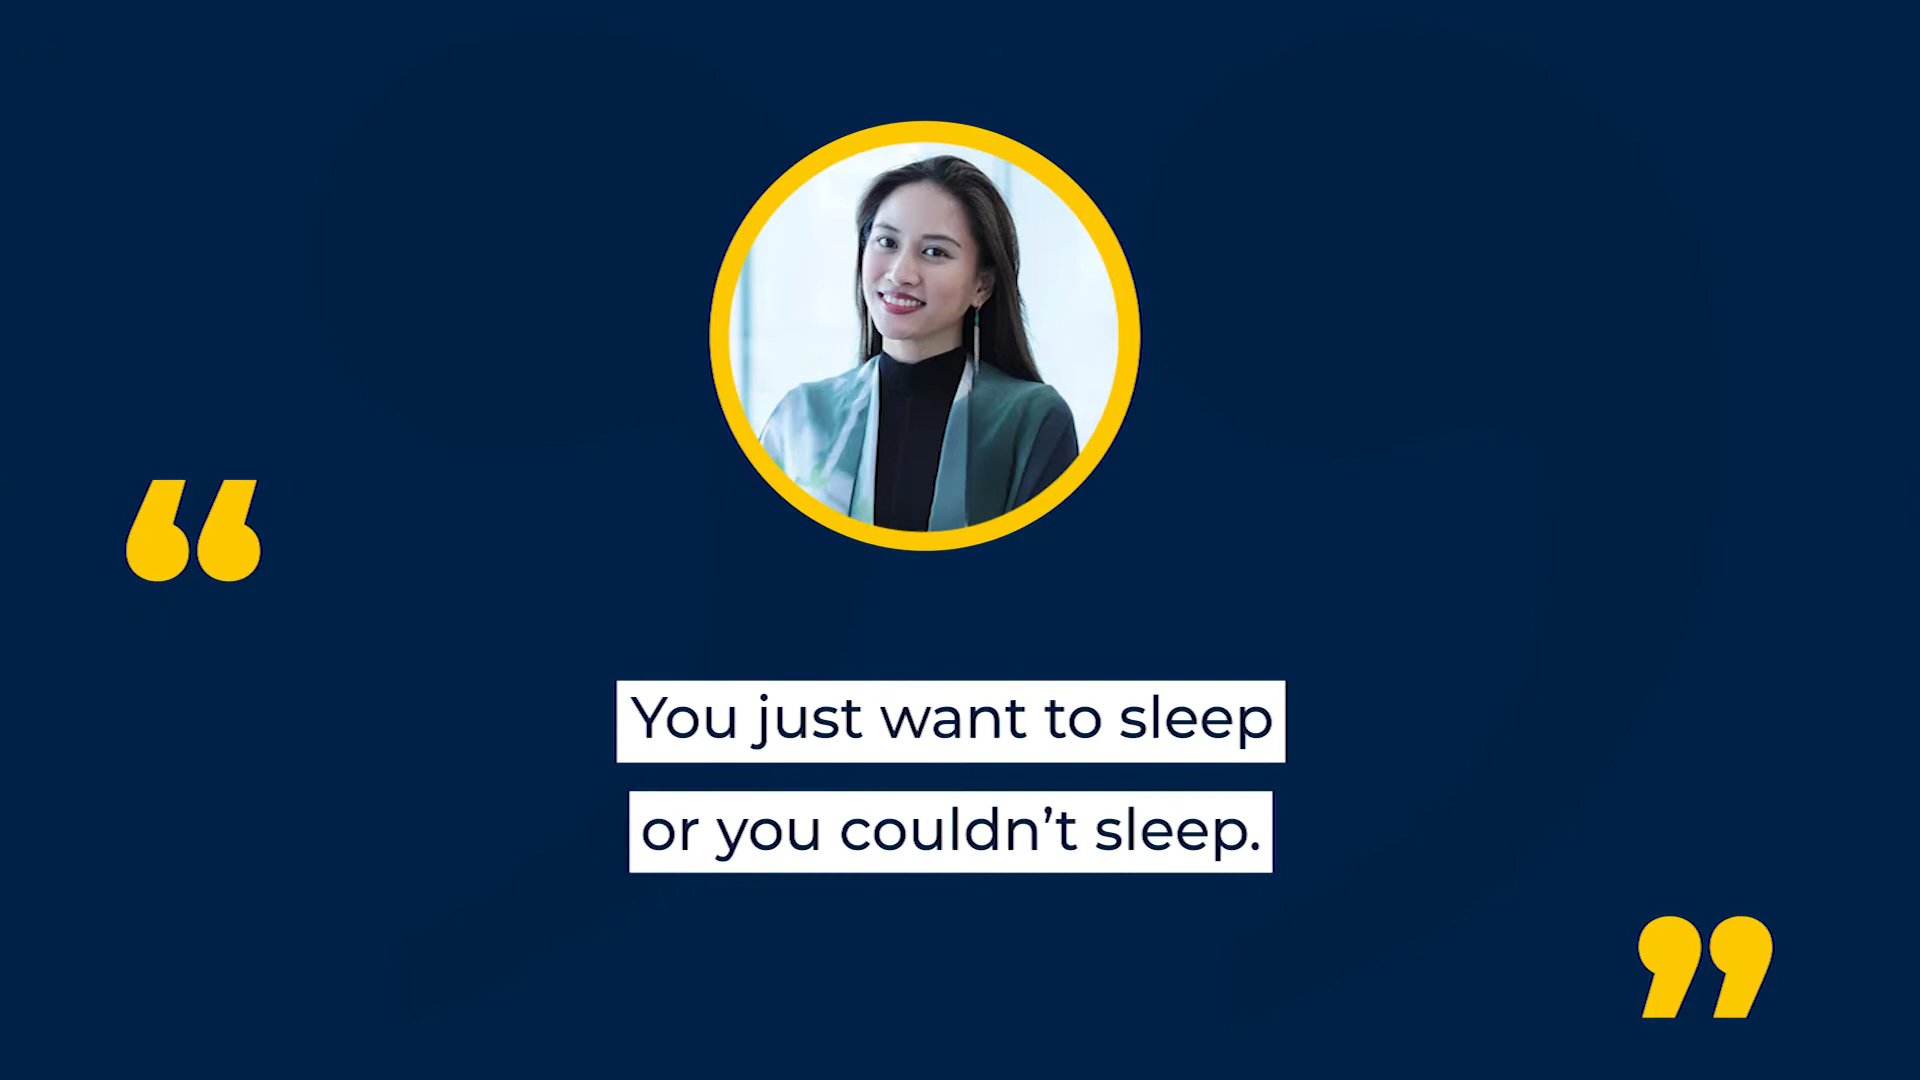 “
You just want to sleep
or you couldn’t sleep.
”